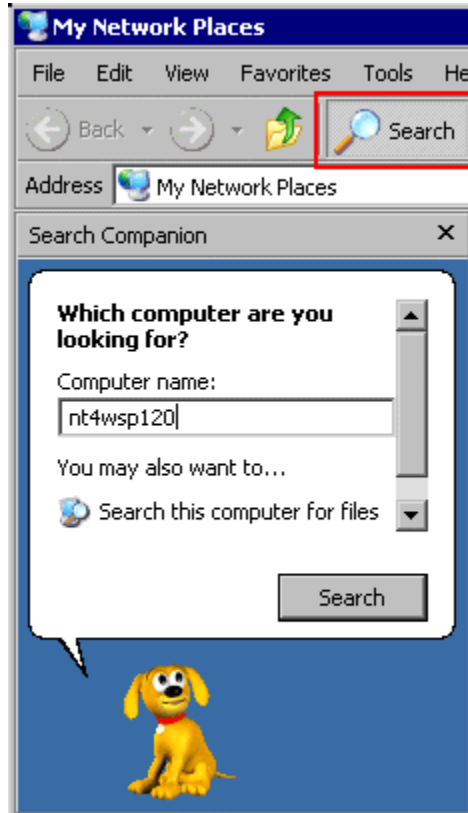 My Network Places
File Edit View Favorites Tools He
Back Search
Address My Network Places
Search Companion
Which computer are you
looking for?
Computer name:
nt4wsp120
You may also want to...
Search this computer for files
Search